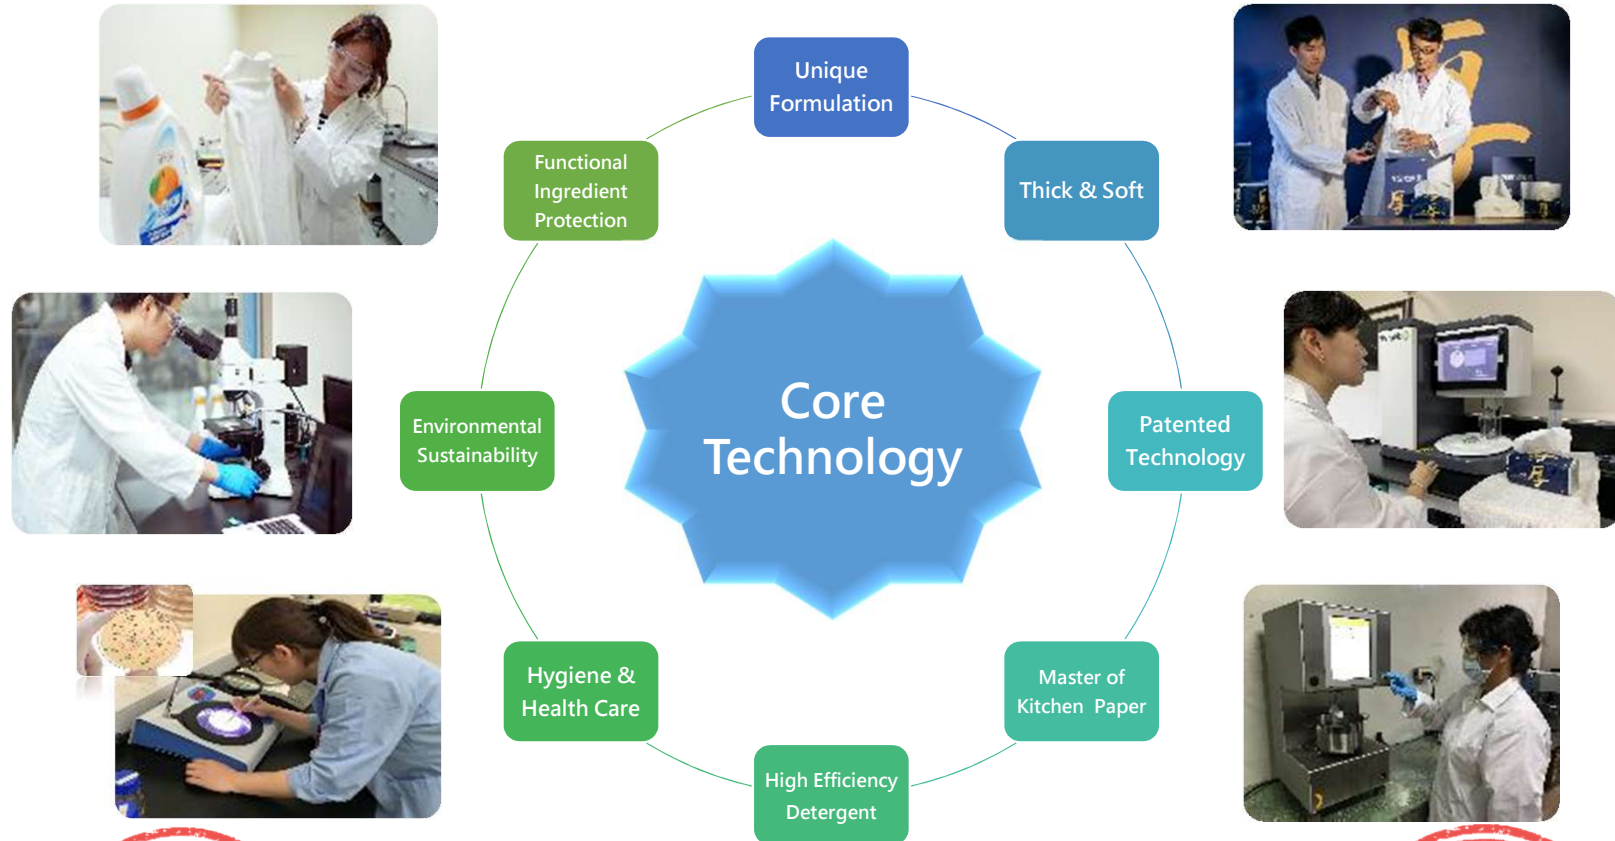 Unique
Formulation
Functional
Ingredient
Protection
Thick & Soft
Core
Technology
Environmental
Sustainability
Patented
Technology
Hygiene &
Health Care
Master of
Kitchen Paper
High Efficiency
Detergent
厚